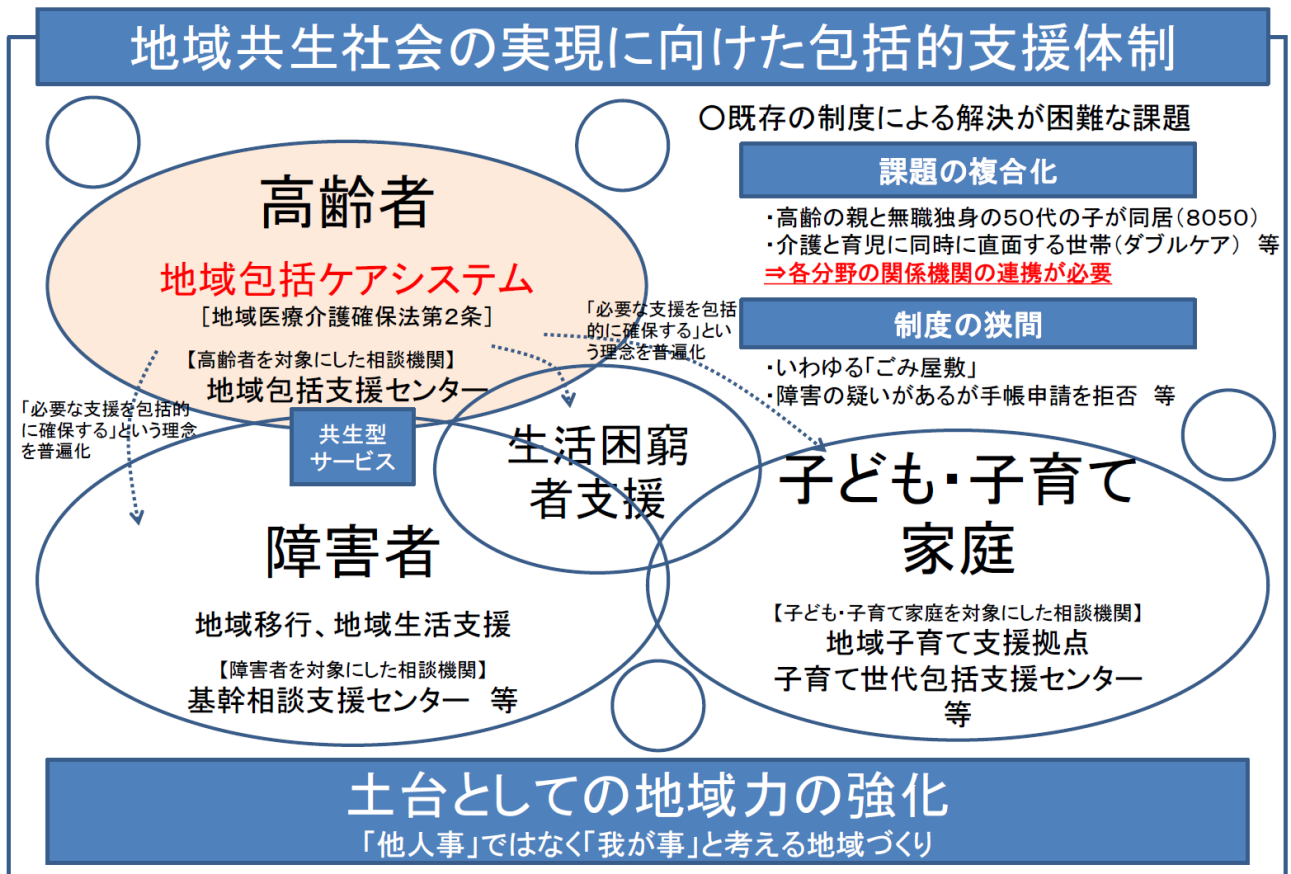 地域共生社会の実現に向けた包括的支援体制
〇既存の制度による解決が困難な課題
課題の複合化
・高齢の親と無職独身の50代の子が同居(8050)
・介護と育児に同時に直面する世帯(ダブルケア) 等
⇒各分野の関係機関の連携が必要
制度の狭間
・いわゆる「ごみ屋敷」
・障害の疑いがあるが手帳申請を拒否 等
高齢者
地域包括ケアシステム
[地域医療介護確保法第2条]
【高齢者を対象にした相談機関】
地域包括支援センター
「必要な支援を包括
的に確保する」とい
う理念を普遍化
「必要な支援を包括的
に確保する」という理念
を普遍化
共生型
サービス
生活困窮
者支援
障害者
地域移行、地域生活支援
【障害者を対象にした相談機関】
基幹相談支援センター 等
子ども・子育て
家庭
【子ども・子育て家庭を対象にした相談機関】
地域子育て支援拠点
子育て世代包括支援センター
等
土台としての地域力の強化
「他人事」ではなく「我が事」と考える地域づくり